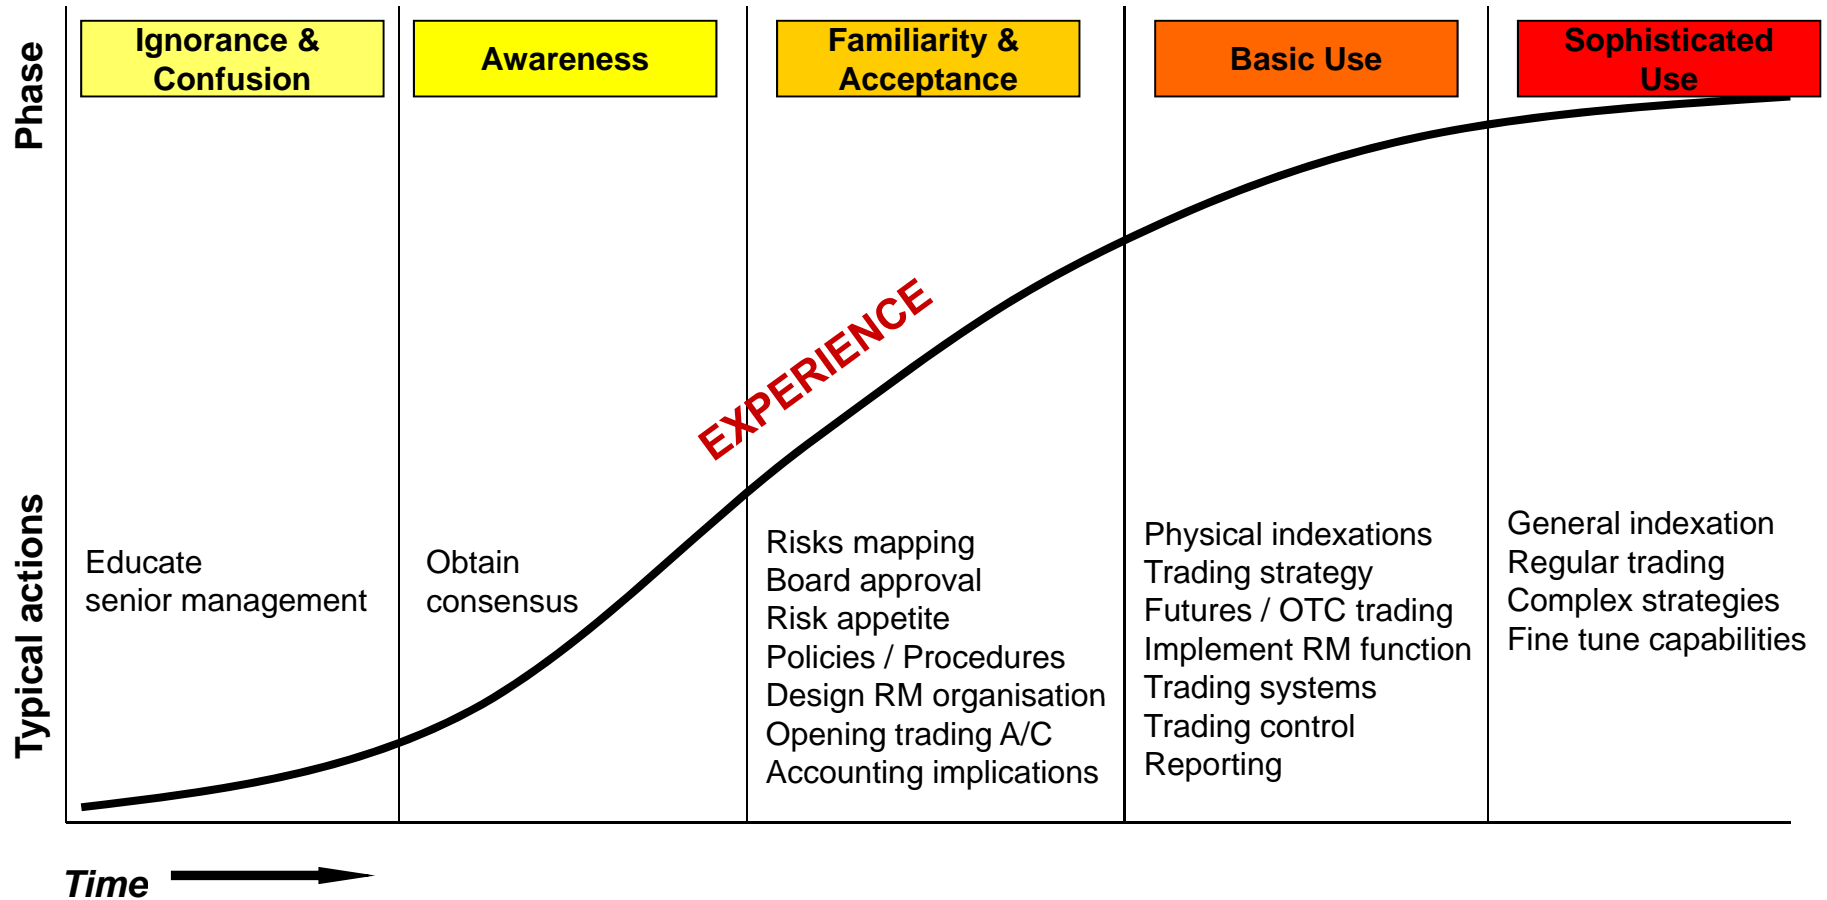 Phase
Ignorance &
Confusion
Awareness
Familiarity &
Acceptance
Basic Use
Sophisticated
Use
EXPERIENCE
Typical actions
Educate
senior management
Obtain
consensus
Risks mapping
Board approval
Risk appetite
Policies / Procedures
Design RM organisation
Opening trading A/C
Accounting implications
Physical indexations
Trading strategy
Futures / OTC trading
Implement RM function
Trading systems
Trading control
Reporting
General indexation
Regular trading
Complex strategies
Fine tune capabilities
Time